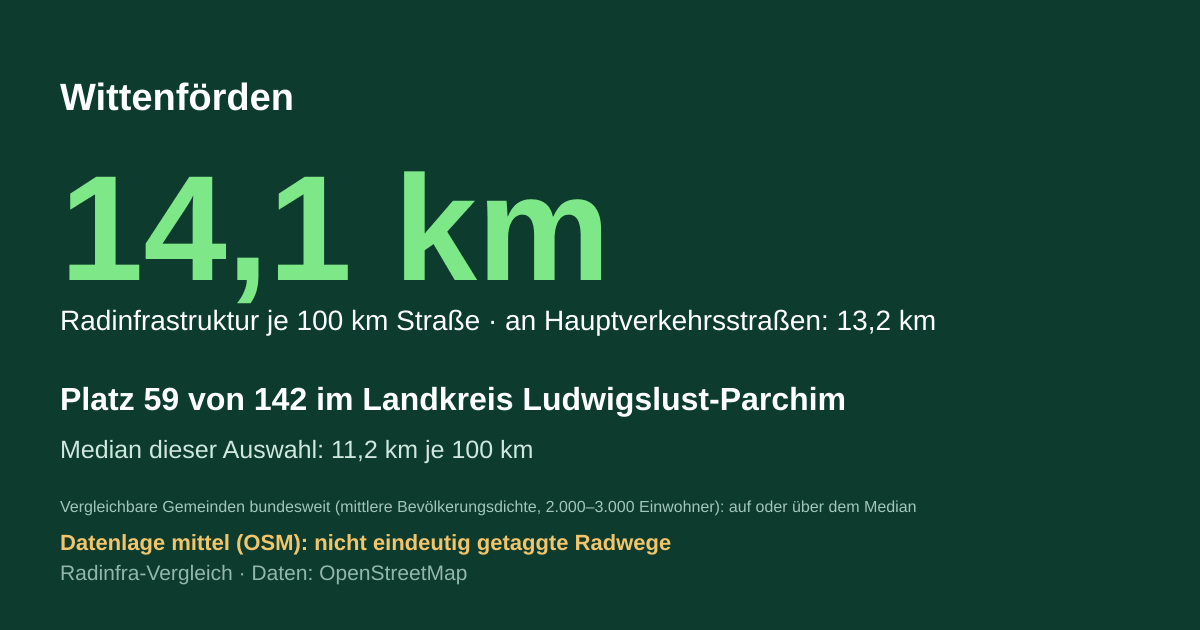 Wittenförden
14,1 km
Radinfrastruktur je 100 km Straße · an Hauptverkehrsstraßen: 13,2 km
Platz 59 von 142 im Landkreis Ludwigslust-Parchim
Median dieser Auswahl: 11,2 km je 100 km
Vergleichbare Gemeinden bundesweit (mittlere Bevölkerungsdichte, 2.000–3.000 Einwohner): auf oder über dem Median
Datenlage mittel (OSM): nicht eindeutig getaggte Radwege
Radinfra-Vergleich · Daten: OpenStreetMap